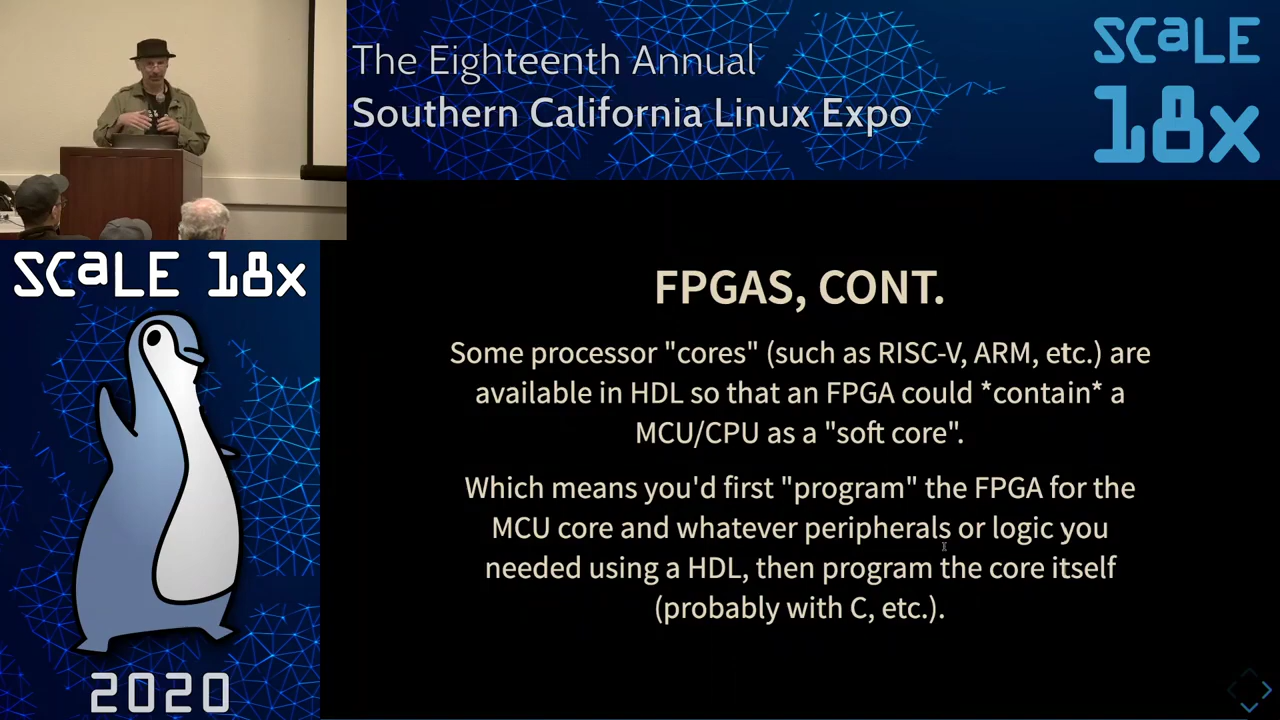 The Eighteenth Annual
Southern California Linux Expo
SCaLE
18x
SCaLE 18x
2020
FPGAS, CONT.
Some processor "cores" (such as RISC-V, ARM, etc.) are
available in HDL so that an FPGA could *contain* a
MCU/CPU as a "soft core".
Which means you'd first "program" the FPGA for the
MCU core and whatever peripherals or logic you
needed using a HDL, then program the core itself
(probably with C, etc.).